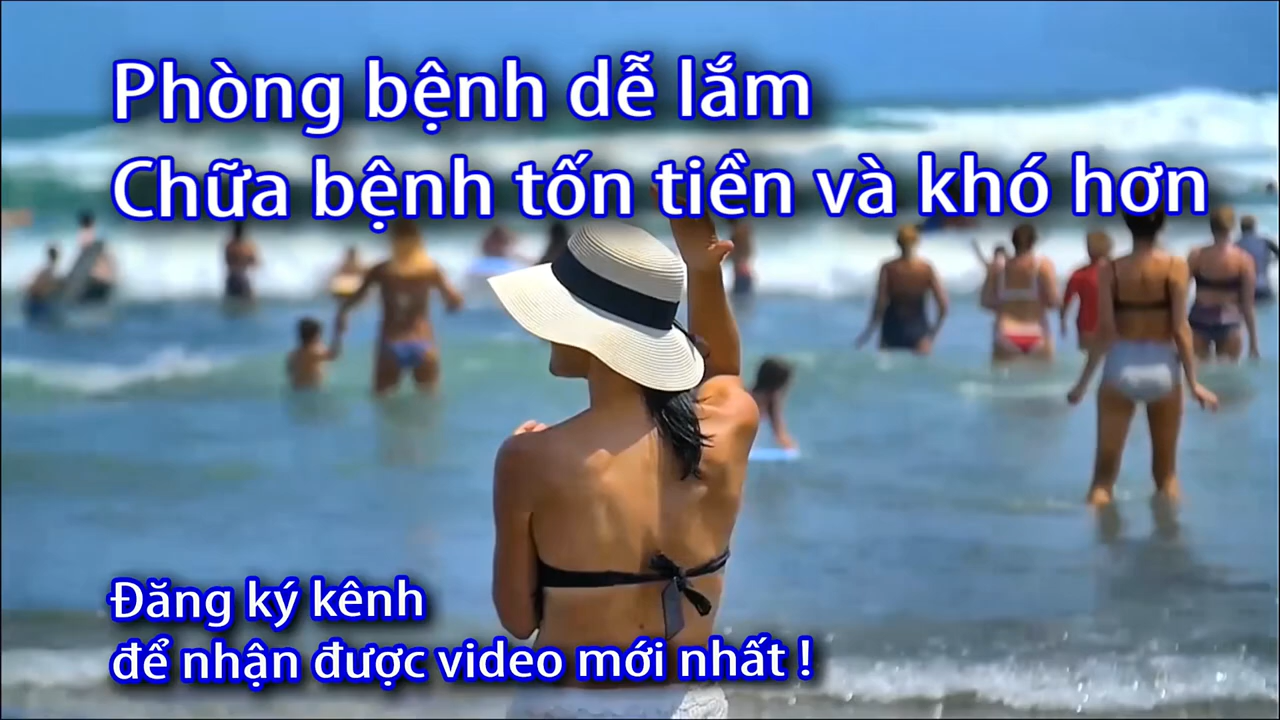 Phòng bệnh dễ lắm
Chữa bệnh tốn tiền và khó hơn
Đăng ký kênh
để nhận được video mới nhất !